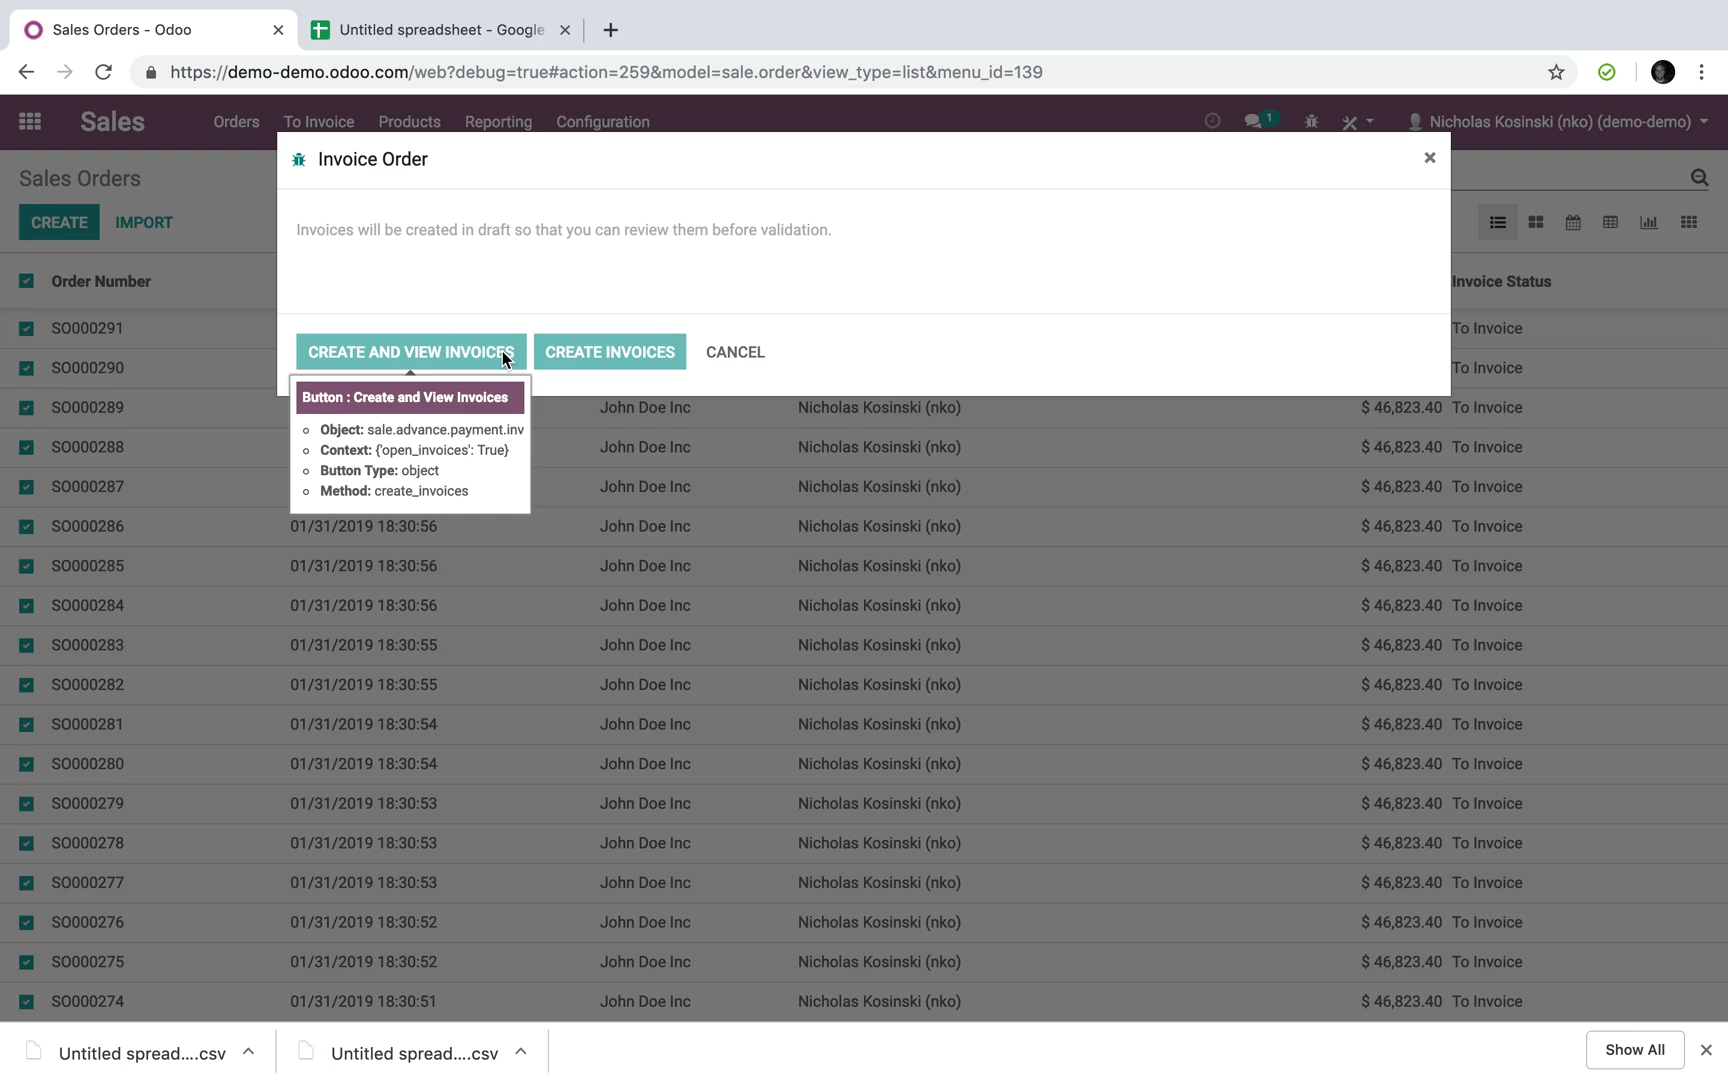 Sales Orders - Odoo
Untitled spreadsheet - Google
https://demo-demo.odoo.com/web?debug=true#action=259&model=sale.order&view_type=list&menu_id=139
Sales Orders To Invoice Products Reporting Configuration 1 Nicholas Kosinski (nko) (demo-demo)
Sales Orders
CREATE IMPORT
Invoice Order
Invoices will be created in draft so that you can review them before validation.
CREATE AND VIEW INVOICES CREATE INVOICES CANCEL
Button : Create and View Invoices
Object: sale.advance.payment.inv
Context: {'open_invoices': True}
Button Type: object
Method: create_invoices
Order Number Invoice Status
SO000291 To Invoice
SO000290 To Invoice
SO000289 John Doe Inc Nicholas Kosinski (nko) $ 46,823.40 To Invoice
SO000288 John Doe Inc Nicholas Kosinski (nko) $ 46,823.40 To Invoice
SO000287 John Doe Inc Nicholas Kosinski (nko) $ 46,823.40 To Invoice
SO000286 01/31/2019 18:30:56 John Doe Inc Nicholas Kosinski (nko) $ 46,823.40 To Invoice
SO000285 01/31/2019 18:30:56 John Doe Inc Nicholas Kosinski (nko) $ 46,823.40 To Invoice
SO000284 01/31/2019 18:30:56 John Doe Inc Nicholas Kosinski (nko) $ 46,823.40 To Invoice
SO000283 01/31/2019 18:30:55 John Doe Inc Nicholas Kosinski (nko) $ 46,823.40 To Invoice
SO000282 01/31/2019 18:30:55 John Doe Inc Nicholas Kosinski (nko) $ 46,823.40 To Invoice
SO000281 01/31/2019 18:30:54 John Doe Inc Nicholas Kosinski (nko) $ 46,823.40 To Invoice
SO000280 01/31/2019 18:30:54 John Doe Inc Nicholas Kosinski (nko) $ 46,823.40 To Invoice
SO000279 01/31/2019 18:30:53 John Doe Inc Nicholas Kosinski (nko) $ 46,823.40 To Invoice
SO000278 01/31/2019 18:30:53 John Doe Inc Nicholas Kosinski (nko) $ 46,823.40 To Invoice
SO000277 01/31/2019 18:30:53 John Doe Inc Nicholas Kosinski (nko) $ 46,823.40 To Invoice
SO000276 01/31/2019 18:30:52 John Doe Inc Nicholas Kosinski (nko) $ 46,823.40 To Invoice
SO000275 01/31/2019 18:30:52 John Doe Inc Nicholas Kosinski (nko) $ 46,823.40 To Invoice
SO000274 01/31/2019 18:30:51 John Doe Inc Nicholas Kosinski (nko) $ 46,823.40 To Invoice
Untitled spread....csv Untitled spread....csv Show All